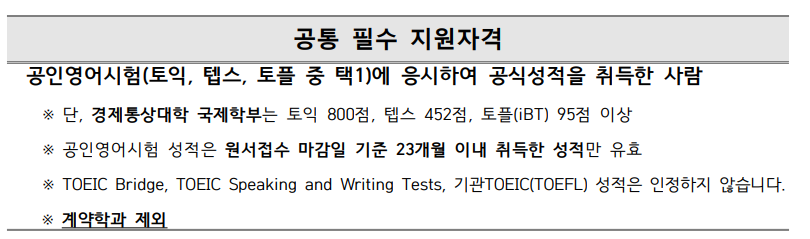 공통 필수 지원자격
공인영어시험(토익, 텝스, 토플 중 택1)에 응시하여 공식성적을 취득한 사람
※ 단, 경제통상대학 국제학부는 토익 800점, 텝스 452점, 토플(iBT) 95점 이상
※ 공인영어시험 성적은 원서접수 마감일 기준 23개월 이내 취득한 성적만 유효
※ TOEIC Bridge, TOEIC Speaking and Writing Tests, 기관TOEIC(TOEFL) 성적은 인정하지 않습니다.
※ 계약학과 제외